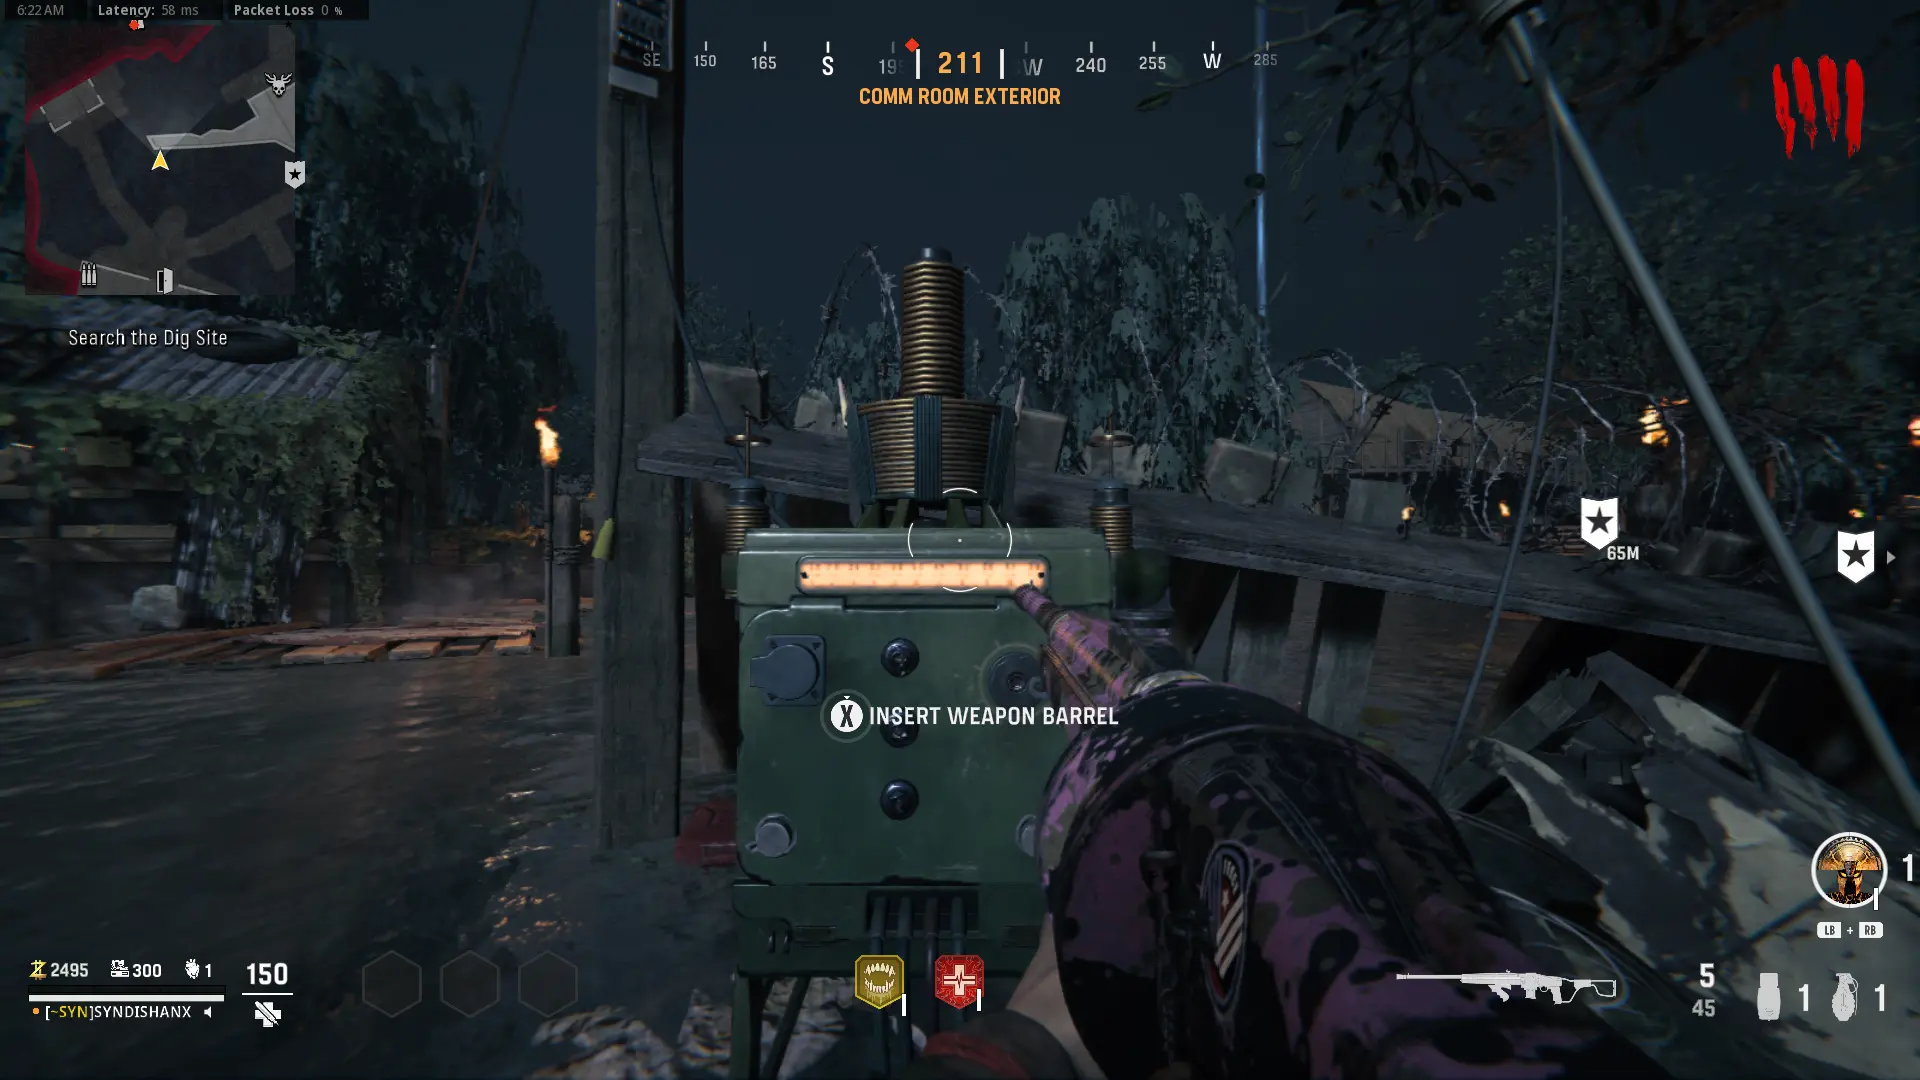 6:22 AM Latency: 58 ms Packet Loss 0 %
SE 150 165 S 195 211 SW 240 255 W 285
COMM ROOM EXTERIOR
Search the Dig Site
65M
X INSERT WEAPON BARREL
1
LB + RB
2495 300 1 150
[~SYN]SYNDISHANX
5
45
1 1